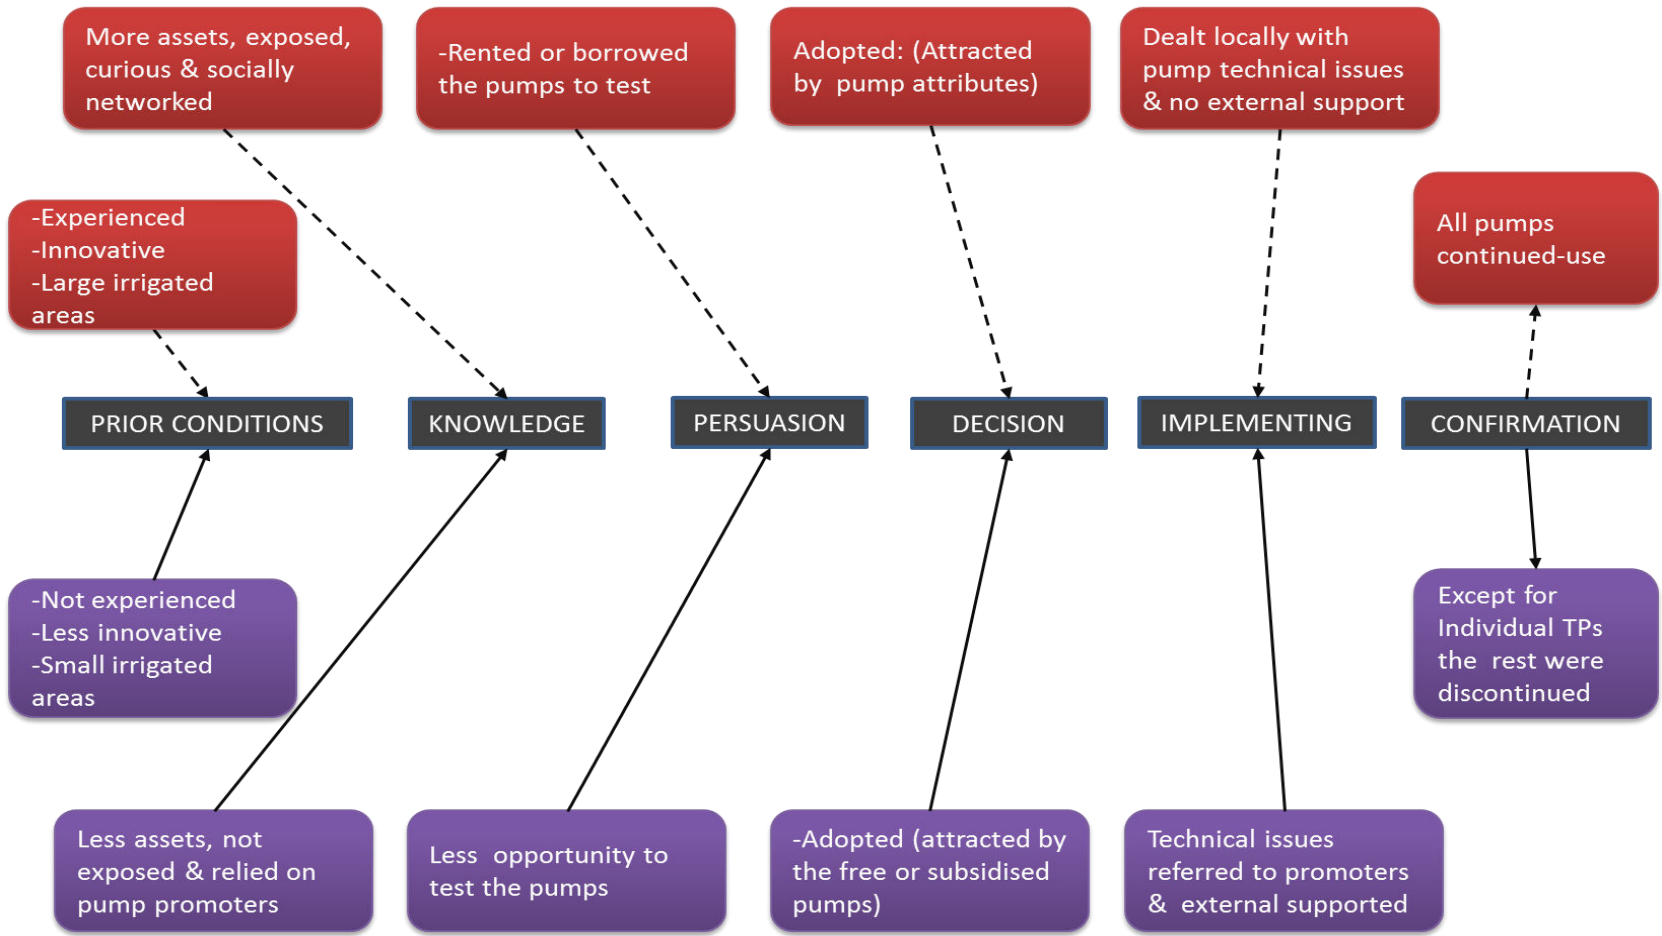 More assets, exposed,
curious & socially
networked
-Rented or borrowed
the pumps to test
Adopted: (Attracted
by pump attributes)
Dealt locally with
pump technical issues
& no external support
-Experienced
-Innovative
-Large irrigated
areas
All pumps
continued-use
PRIOR CONDITIONS
KNOWLEDGE
PERSUASION
DECISION
IMPLEMENTING
CONFIRMATION
-Not experienced
-Less innovative
-Small irrigated
areas
Except for
Individual TPs
the rest were
discontinued
Less assets, not
exposed & relied on
pump promoters
Less opportunity to
test the pumps
-Adopted (attracted by
the free or subsidised
pumps)
Technical issues
referred to promoters
& external supported